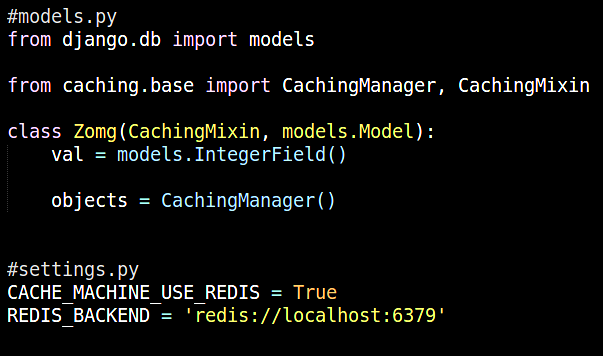 #models.py
from django.db import models
from caching.base import CachingManager, CachingMixin
class Zomg(CachingMixin, models.Model):
    val = models.IntegerField()
    objects = CachingManager()
#settings.py
CACHE_MACHINE_USE_REDIS = True
REDIS_BACKEND = 'redis://localhost:6379'